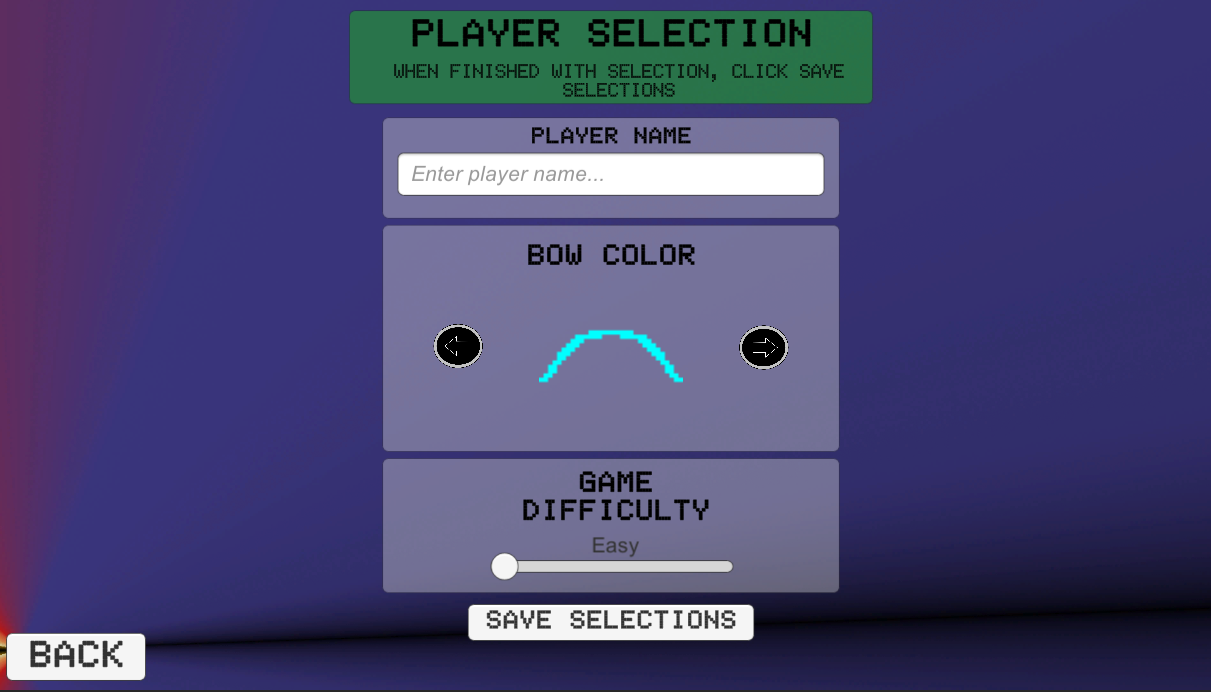 PLAYER SELECTION
WHEN FINISHED WITH SELECTION, CLICK SAVE
SELECTIONS
PLAYER NAME
Enter player name...
BOW COLOR
GAME
DIFFICULTY
Easy
SAVE SELECTIONS
BACK